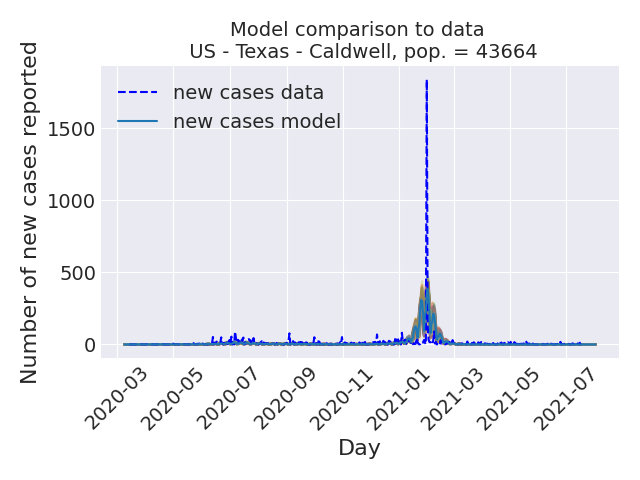 Model comparison to data
US - Texas - Caldwell, pop. = 43664
Number of new cases reported
new cases data
new cases model
1500
1000
500
0
2020-03
2020-05
2020-07
2020-09
2020-11
2021-01
2021-03
2021-05
2021-07
Day